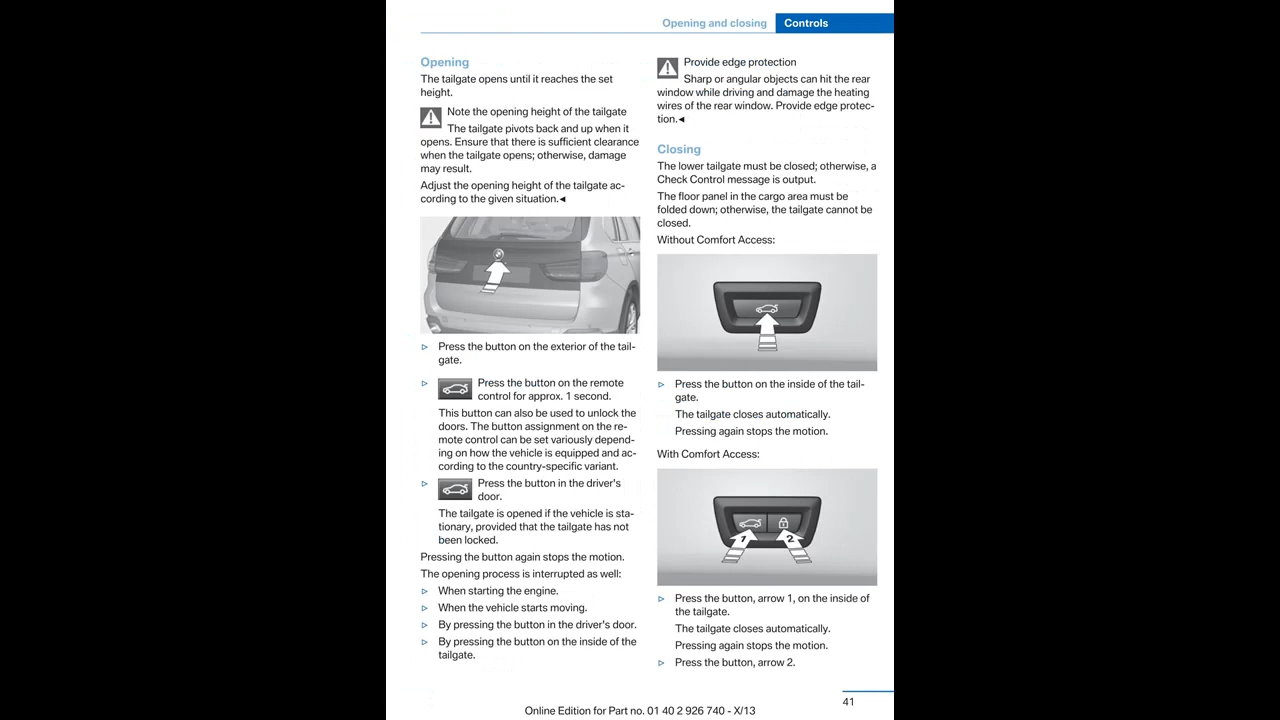 Opening and closing Controls
Opening
The tailgate opens until it reaches the set
height.
Note the opening height of the tailgate
The tailgate pivots back and up when it
opens. Ensure that there is sufficient clearance
when the tailgate opens; otherwise, damage
may result.
Adjust the opening height of the tailgate ac-
cording to the given situation.◄
▷ Press the button on the exterior of the tail-
gate.
▷ Press the button on the remote
control for approx. 1 second.
This button can also be used to unlock the
doors. The button assignment on the re-
mote control can be set variously depend-
ing on how the vehicle is equipped and ac-
cording to the country-specific variant.
▷ Press the button in the driver's
door.
The tailgate is opened if the vehicle is sta-
tionary, provided that the tailgate has not
been locked.
Pressing the button again stops the motion.
The opening process is interrupted as well:
▷ When starting the engine.
▷ When the vehicle starts moving.
▷ By pressing the button in the driver's door.
▷ By pressing the button on the inside of the
tailgate.
Provide edge protection
Sharp or angular objects can hit the rear
window while driving and damage the heating
wires of the rear window. Provide edge protec-
tion.◄
Closing
The lower tailgate must be closed; otherwise, a
Check Control message is output.
The floor panel in the cargo area must be
folded down; otherwise, the tailgate cannot be
closed.
Without Comfort Access:
▷ Press the button on the inside of the tail-
gate.
The tailgate closes automatically.
Pressing again stops the motion.
With Comfort Access:
1 2
▷ Press the button, arrow 1, on the inside of
the tailgate.
The tailgate closes automatically.
Pressing again stops the motion.
▷ Press the button, arrow 2.
41
Online Edition for Part no. 01 40 2 926 740 - X/13